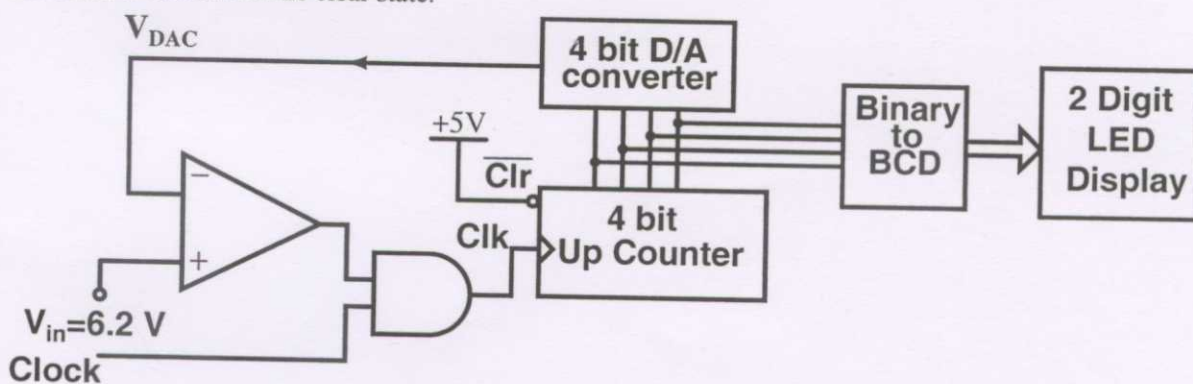 V_DAC
4 bit D/A
converter
+5V
Clr
Clk
4 bit
Up Counter
Binary
to
BCD
2 Digit
LED
Display
−
+
V_in=6.2 V
Clock